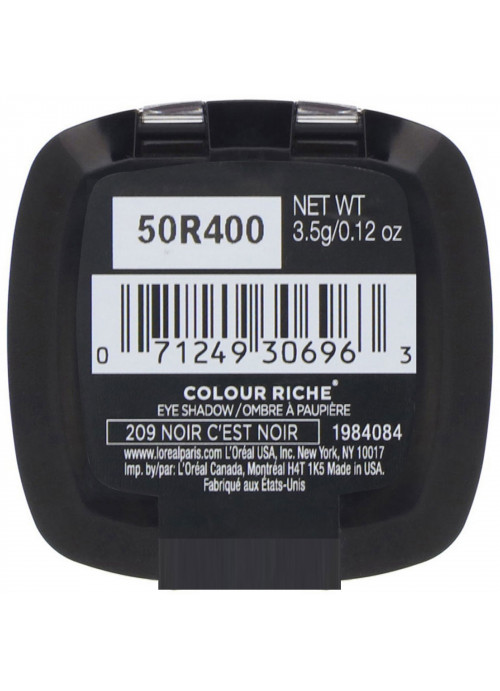 50R400
NET WT
3.5g/0.12 oz
0 71249 30696 3
COLOUR RICHE®
EYE SHADOW/OMBRE À PAUPIÈRE
209 NOIR C'EST NOIR 1984084
www.lorealparis.com L'Oréal USA, Inc. New York, NY 10017
Imp. by/par: L'Oréal Canada, Montréal H4T 1K5 Made in USA.
Fabriqué aux États-Unis